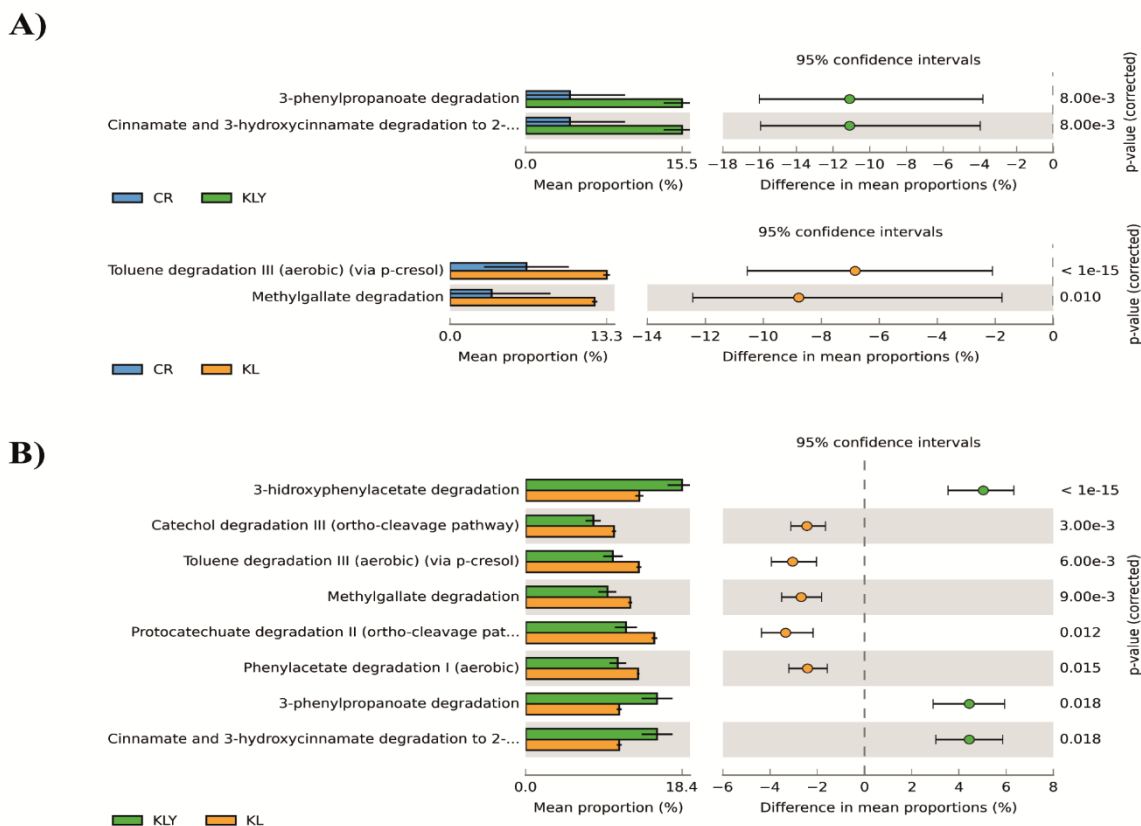 A)
95% confidence intervals
3-phenylpropanoate degradation
8.00e-3
Cinnamate and 3-hydroxycinnamate degradation to 2-...
8.00e-3
p-value (corrected)
0.0 15.5
−18 −16 −14 −12 −10 −8 −6 −4 −2 0
Mean proportion (%)
Difference in mean proportions (%)
CR KLY
95% confidence intervals
Toluene degradation III (aerobic) (via p-cresol)
< 1e-15
Methylgallate degradation
0.010
p-value (corrected)
0.0 13.3
−14 −12 −10 −8 −6 −4 −2 0
Mean proportion (%)
Difference in mean proportions (%)
CR KL
B)
95% confidence intervals
3-hidroxyphenylacetate degradation
< 1e-15
Catechol degradation III (ortho-cleavage pathway)
3.00e-3
Toluene degradation III (aerobic) (via p-cresol)
6.00e-3
Methylgallate degradation
9.00e-3
Protocatechuate degradation II (ortho-cleavage pat...
0.012
Phenylacetate degradation I (aerobic)
0.015
3-phenylpropanoate degradation
0.018
Cinnamate and 3-hydroxycinnamate degradation to 2-...
0.018
p-value (corrected)
0.0 18.4
−6 −4 −2 0 2 4 6 8
Mean proportion (%)
Difference in mean proportions (%)
KLY KL